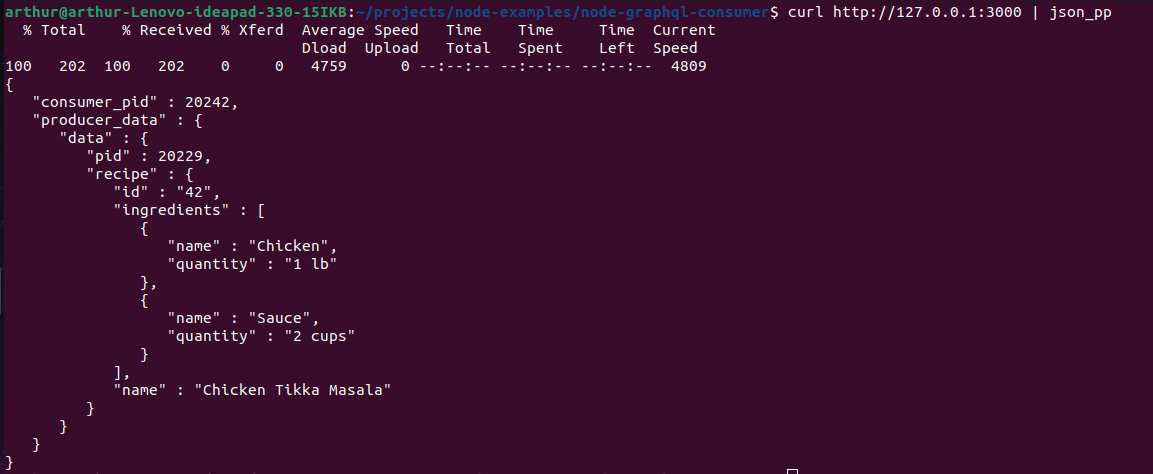 arthur@arthur-Lenovo-ideapad-330-15IKB:~/projects/node-examples/node-graphql-consumer$ curl http://127.0.0.1:3000 | json_pp
  % Total    % Received % Xferd  Average Speed   Time    Time     Time  Current
                                 Dload  Upload   Total   Spent    Left  Speed
100   202  100   202    0     0   4759      0 --:--:-- --:--:-- --:--:--  4809
{
   "consumer_pid" : 20242,
   "producer_data" : {
      "data" : {
         "pid" : 20229,
         "recipe" : {
            "id" : "42",
            "ingredients" : [
               {
                  "name" : "Chicken",
                  "quantity" : "1 lb"
               },
               {
                  "name" : "Sauce",
                  "quantity" : "2 cups"
               }
            ],
            "name" : "Chicken Tikka Masala"
         }
      }
   }
}